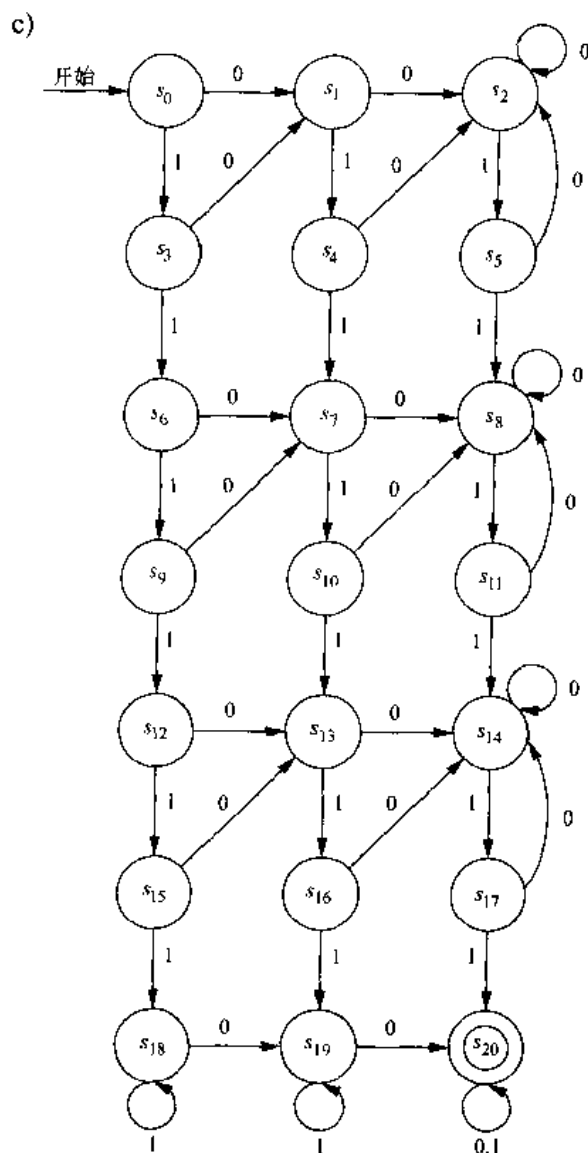 c)
0
开始 s0 0 s1 0 s2
1 0 1 0 1 0
s3 s4 s5
1 1 1 0
s6 0 s7 0 s8
1 0 1 0 1 0
s9 s10 s11
1 1 1 0
s12 0 s13 0 s14
1 0 1 0 1 0
s15 s16 s17
1 1 1
s18 0 s19 0 s20
1 1 0,1